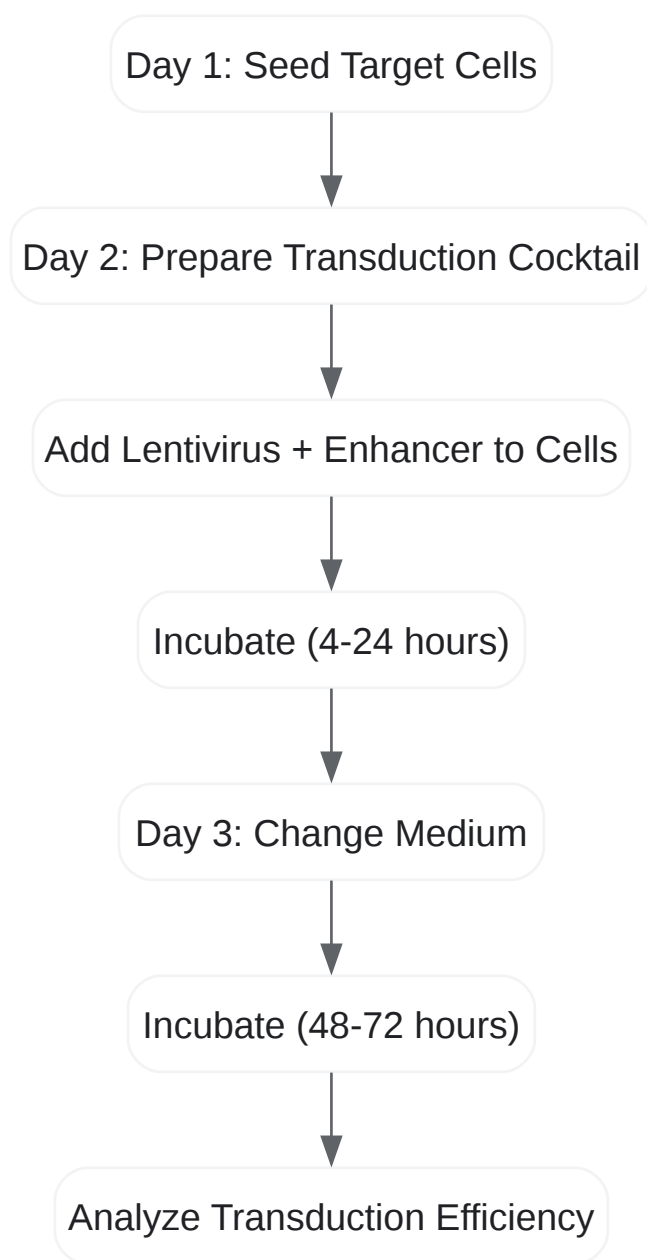 Day 1: Seed Target Cells
Day 2: Prepare Transduction Cocktail
Add Lentivirus + Enhancer to Cells
Incubate (4-24 hours)
Day 3: Change Medium
Incubate (48-72 hours)
Analyze Transduction Efficiency